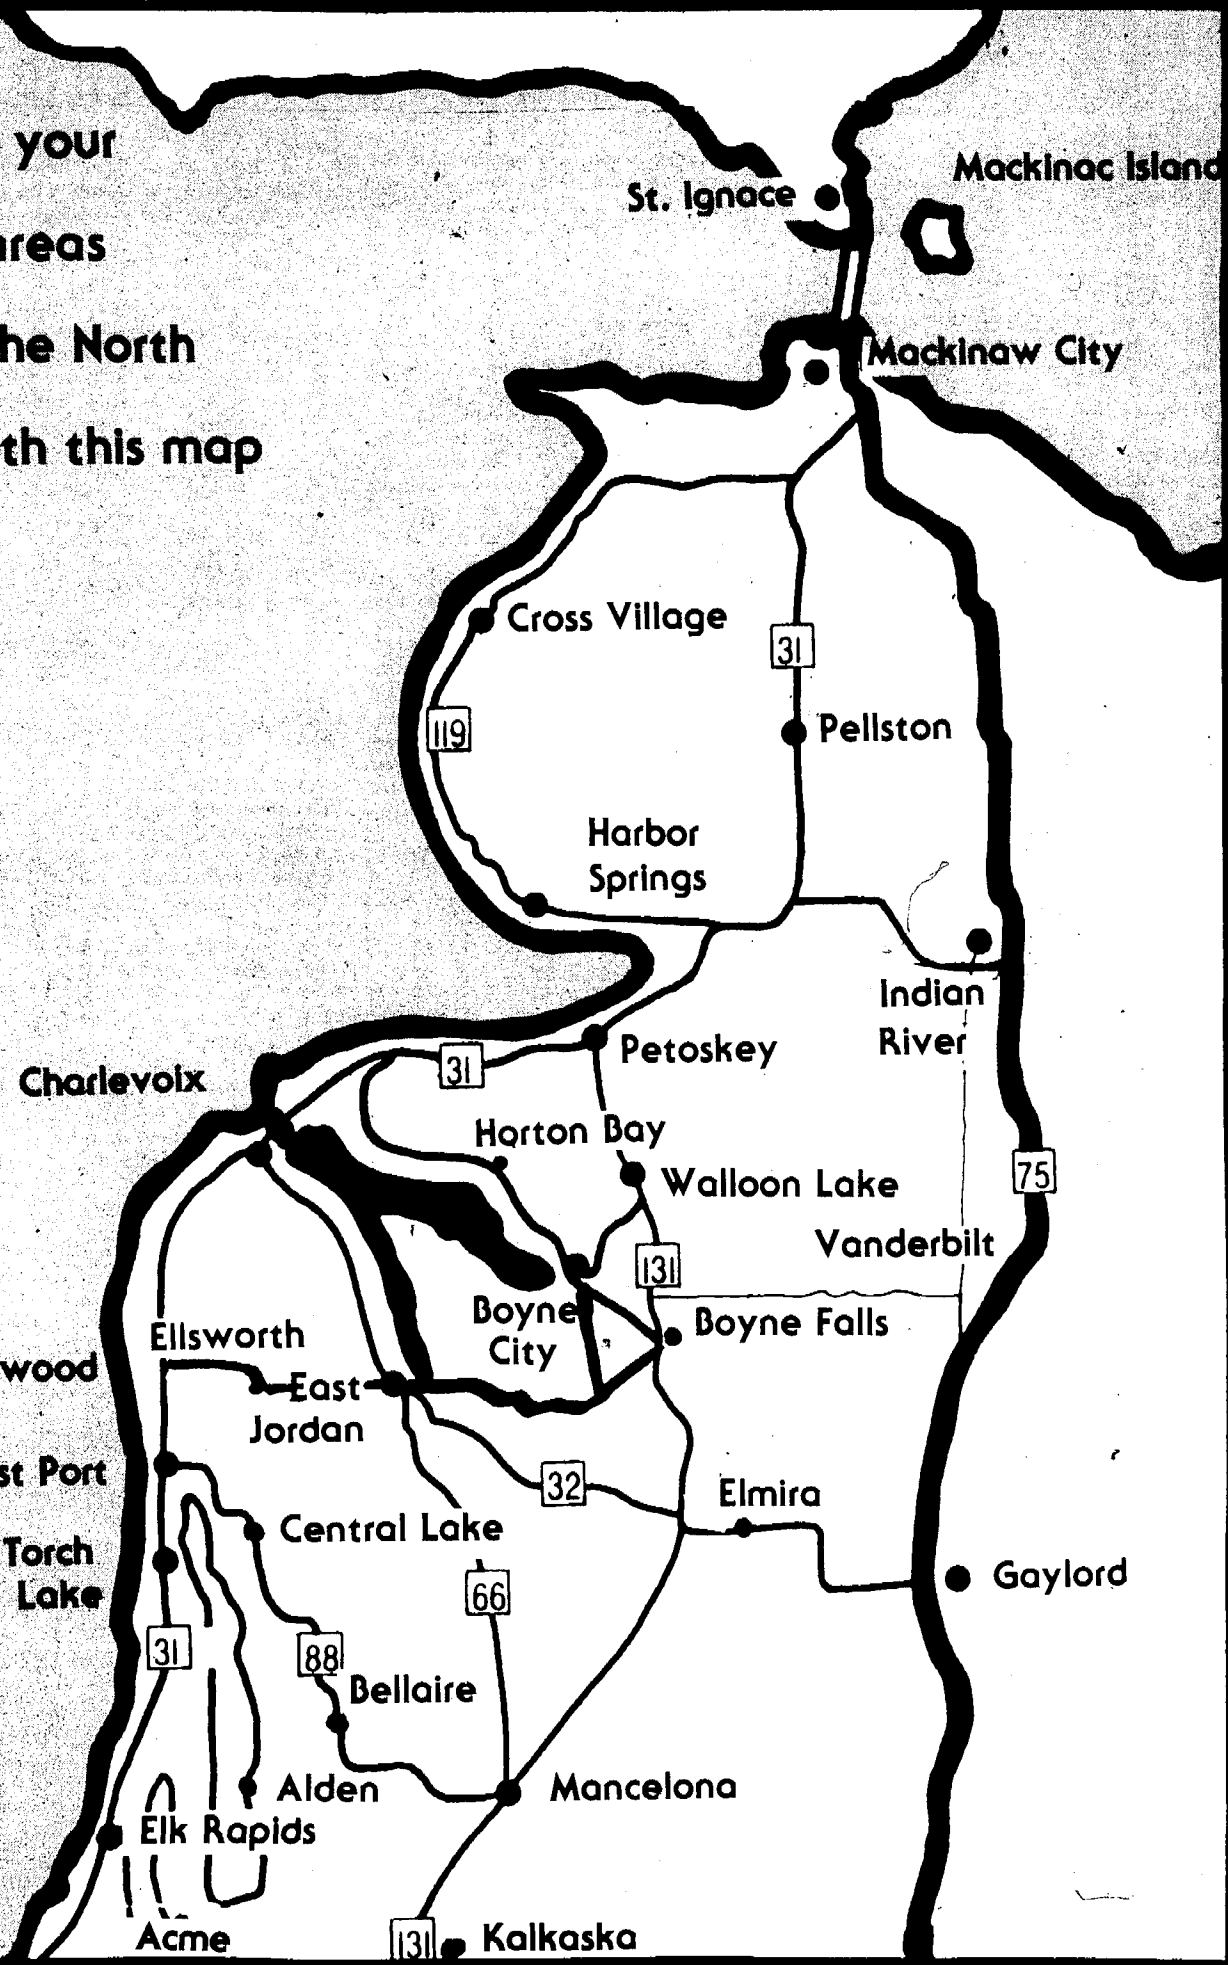 your
areas
he North
th this map
St. Ignace
Mackinac Island
Mackinaw City
Cross Village
31
119
Pellston
Harbor
Springs
Indian
River
Petoskey
31
Charlevoix
Horton Bay
Walloon Lake
75
Vanderbilt
131
Boyne
City
Boyne Falls
Ellsworth
wood
East
Jordan
st Port
32
Elmira
Central Lake
Torch
Lake
Gaylord
66
31
88
Bellaire
Alden
Mancelona
Elk Rapids
Acme
131
Kalkaska